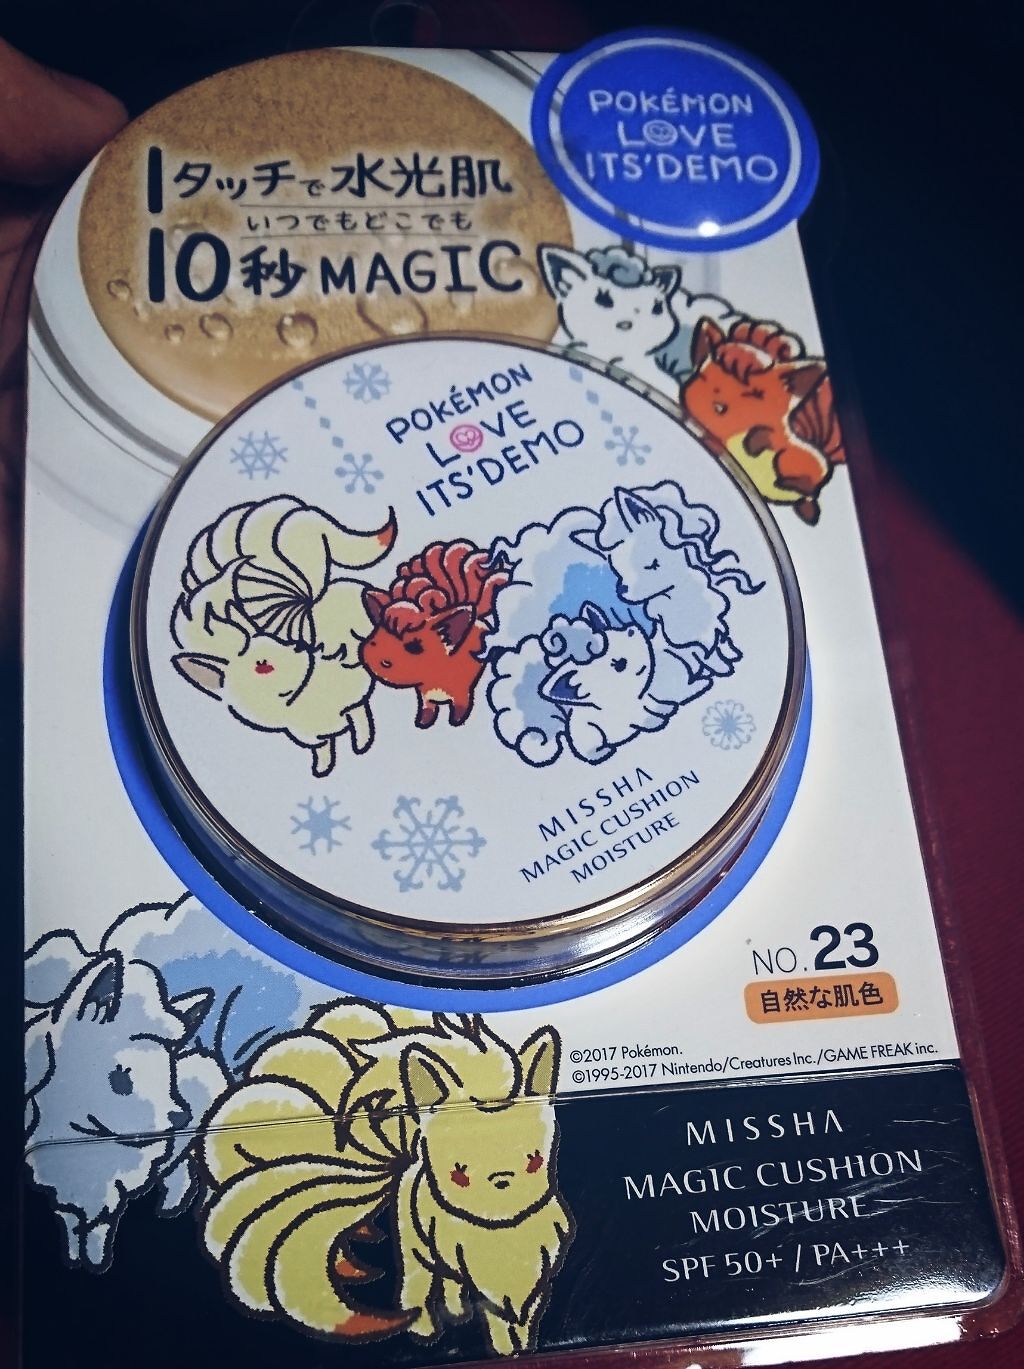 POKÉMON
LOVE
ITS'DEMO
1タッチで水光肌
いつでもどこでも
10秒MAGIC
POKÉMON
LOVE
ITS'DEMO
MISSHA
MAGIC CUSHION
MOISTURE
NO.23
自然な肌色
©2017 Pokémon.
©1995-2017 Nintendo/Creatures Inc./GAME FREAK inc.
MISSHA
MAGIC CUSHION
MOISTURE
SPF 50+ / PA+++